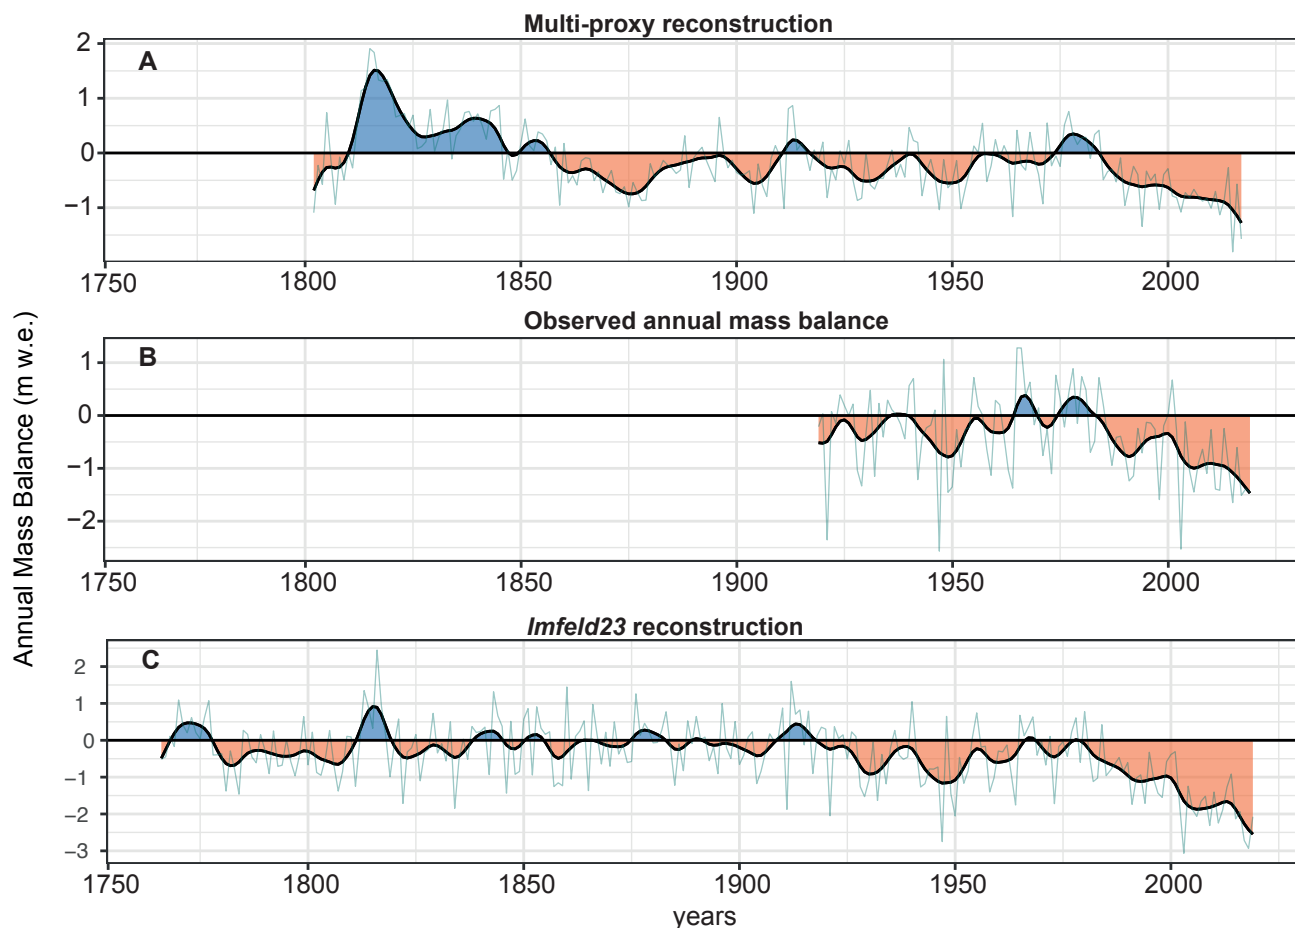 Multi-proxy reconstruction
A
2
1
0
−1
1750 1800 1850 1900 1950 2000
Observed annual mass balance
B
1
0
−1
−2
1750 1800 1850 1900 1950 2000
Annual Mass Balance (m w.e.)
Imfeld23 reconstruction
C
2
1
0
−1
−2
−3
1750 1800 1850 1900 1950 2000
years